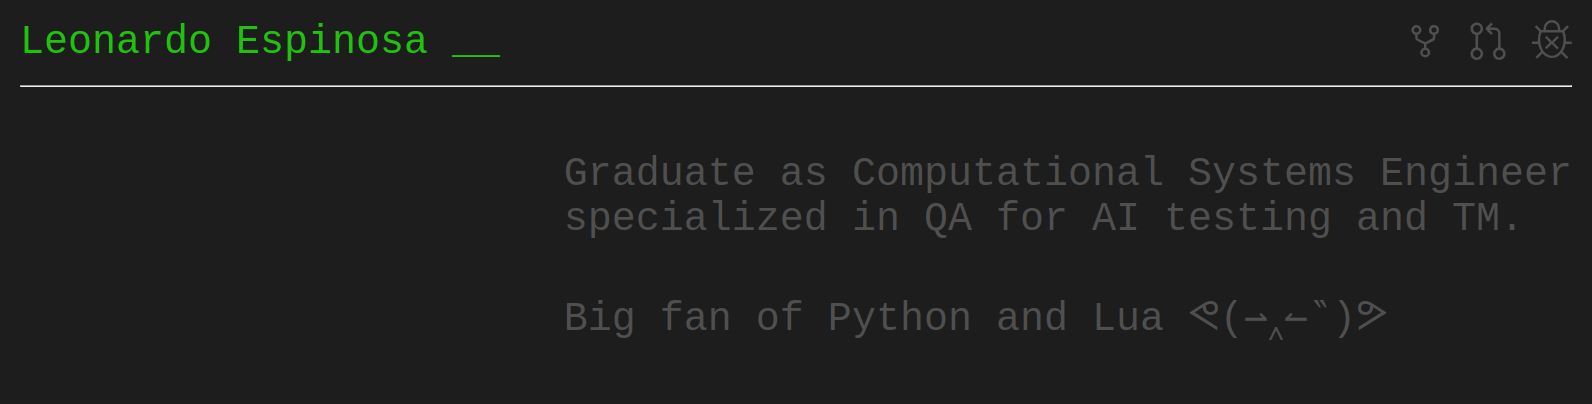 Leonardo Espinosa __
Graduate as Computational Systems Engineer
specialized in QA for AI testing and TM.
Big fan of Python and Lua ᕙ(⇀‸↼‶)ᕗ